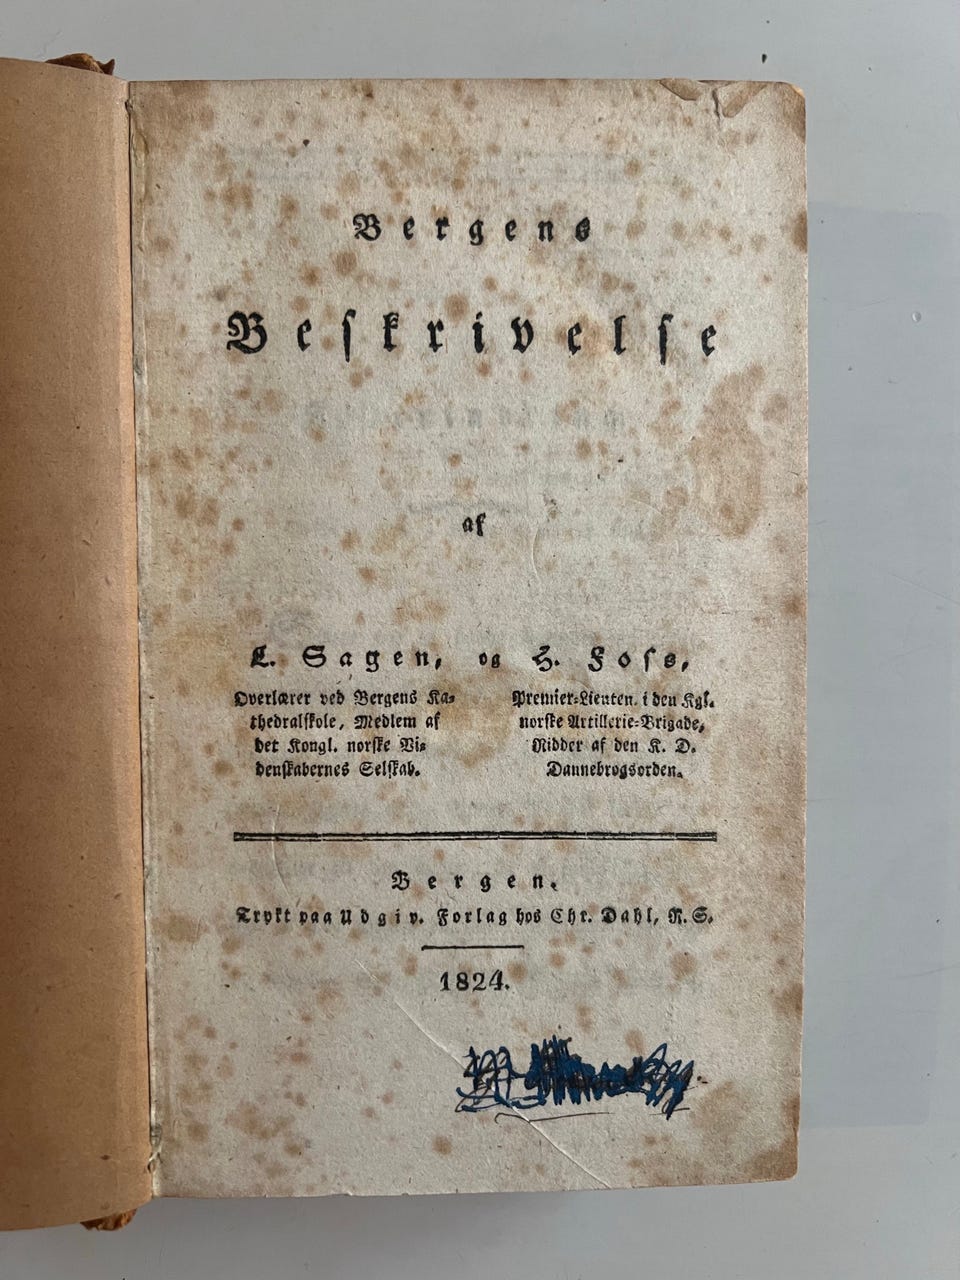 Bergens
Beskrivelse
af
L. Sagen, og H. Foss,
Overlærer ved Bergens Ka-
thedralskole, Medlem af
det Kongl. norske Vi-
denskabernes Selskab.
Premier-Lieuten. i den Kgl.
norske Artillerie-Brigade,
Ridder af den K. D.
Dannebrogsorden.
Bergen.
Trykt paa Udgiv. Forlag hos Chr. Dahl, R. S.
1824.